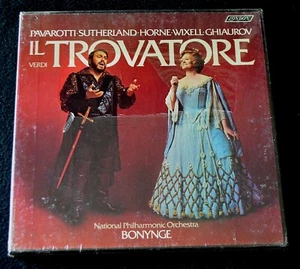 LONDON
PAVAROTTI·SUTHERLAND·HORNE·WIXELL·GHIAUROV
IL TROVATORE
VERDI
National Philharmonic Orchestra
BONYNGE